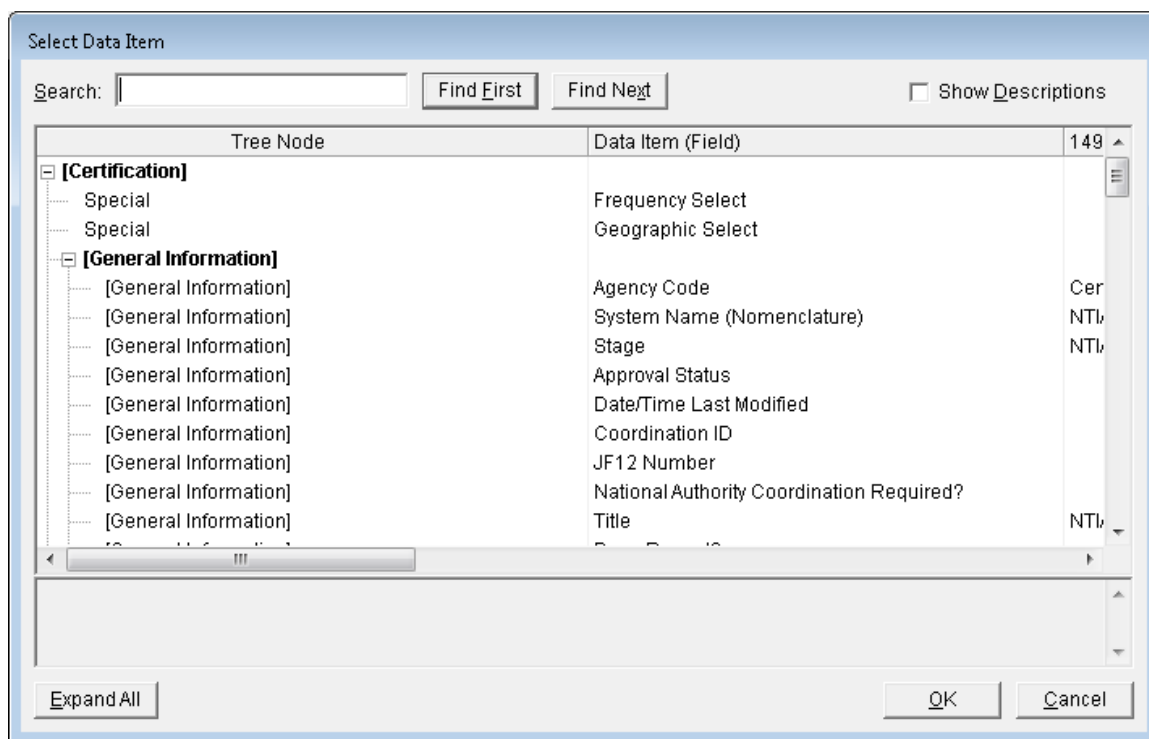 Select Data Item
Search: Find First Find Next Show Descriptions
Tree Node Data Item (Field) 149
[Certification]
Special Frequency Select
Special Geographic Select
[General Information]
[General Information] Agency Code Cer
[General Information] System Name (Nomenclature) NTI
[General Information] Stage NTI
[General Information] Approval Status
[General Information] Date/Time Last Modified
[General Information] Coordination ID
[General Information] JF12 Number
[General Information] National Authority Coordination Required?
[General Information] Title NTI
Expand All OK Cancel